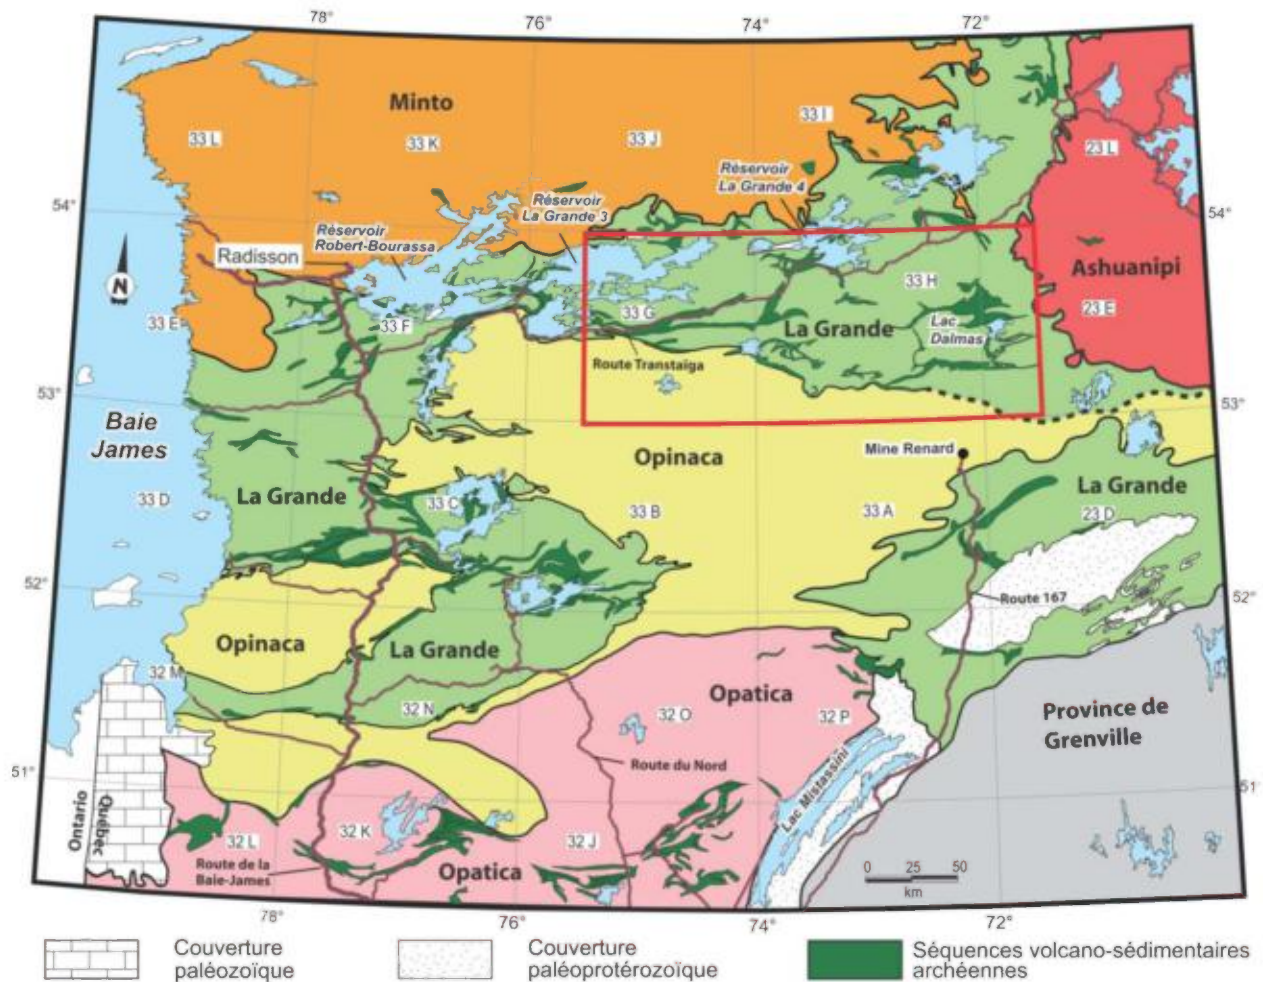 78°
76°
74°
72°
Minto
33 I
33 L
33 K
33 J
23 L
Réservoir
La Grande 4
Réservoir
La Grande 3
54°
54°
Réservoir
Robert-Bourassa
Radisson
N
Ashuanipi
33 H
23 E
33 E
33 F
33 G
La Grande
Lac
Dalmas
Route Transtaïga
53°
53°
Baie
James
Mine Renard
Opinaca
La Grande
La Grande
33 D
33 C
33 B
33 A
23 D
52°
52°
Route 167
Opinaca
La Grande
32 M
Opatica
32 N
32 O
32 P
Province de
Grenville
Route du Nord
Lac Mistassini
51°
51°
Ontario
Québec
32 L
32 K
32 J
Route de la
Baie-James
Opatica
0 25 50
km
78°
76°
74°
72°
Couverture
paléozoïque
Couverture
paléoprotérozoïque
Séquences volcano-sédimentaires
archéennes